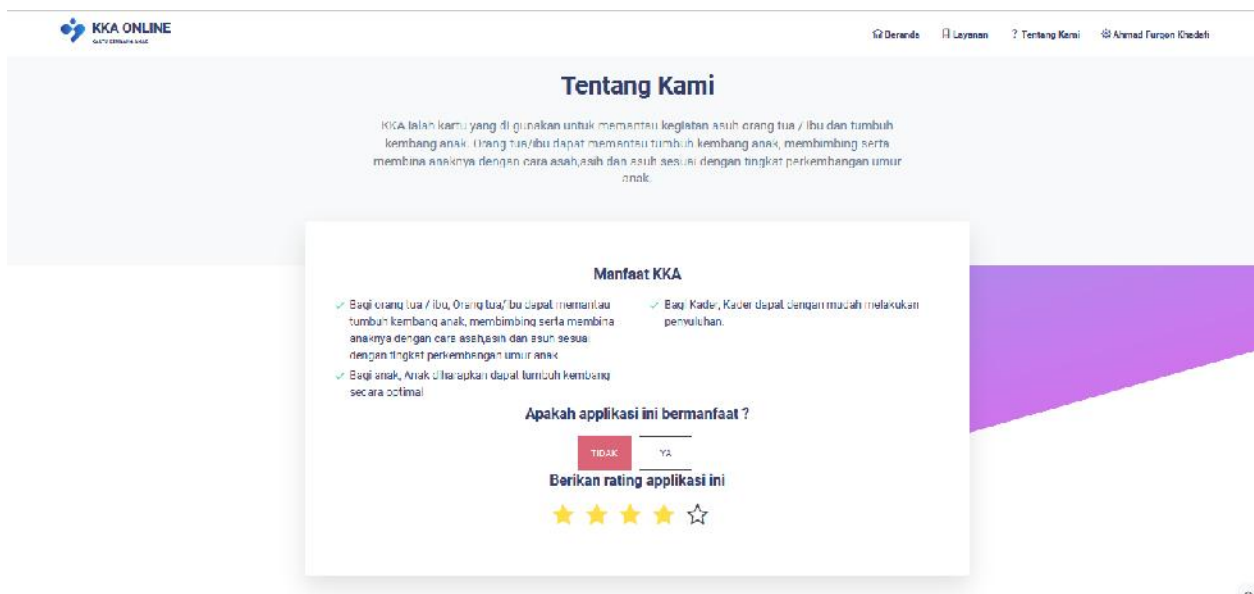 KKA ONLINE
KARTU KEMBANG ANAK
Beranda Layanan ? Tentang Kami Ahmad Furqon Khadafi
Tentang Kami
KKA ialah kartu yang di gunakan untuk memantau kegiatan asuh orang tua / ibu dan tumbuh
kembang anak. Orang tua/ibu dapat memantau tumbuh kembang anak, membimbing serta
membina anaknya dengan cara asah,asih dan asuh sesuai dengan tingkat perkembangan umur
anak.
Manfaat KKA
Bagi orang tua / ibu, Orang tua/ibu dapat memantau
tumbuh kembang anak, membimbing serta membina
anaknya dengan cara asah,asih dan asuh sesuai
dengan tingkat perkembangan umur anak
Bagi anak, Anak diharapkan dapat tumbuh kembang
secara optimal
Bagi Kader, Kader dapat dengan mudah melakukan
penyuluhan.
Apakah applikasi ini bermanfaat ?
TIDAK YA
Berikan rating applikasi ini